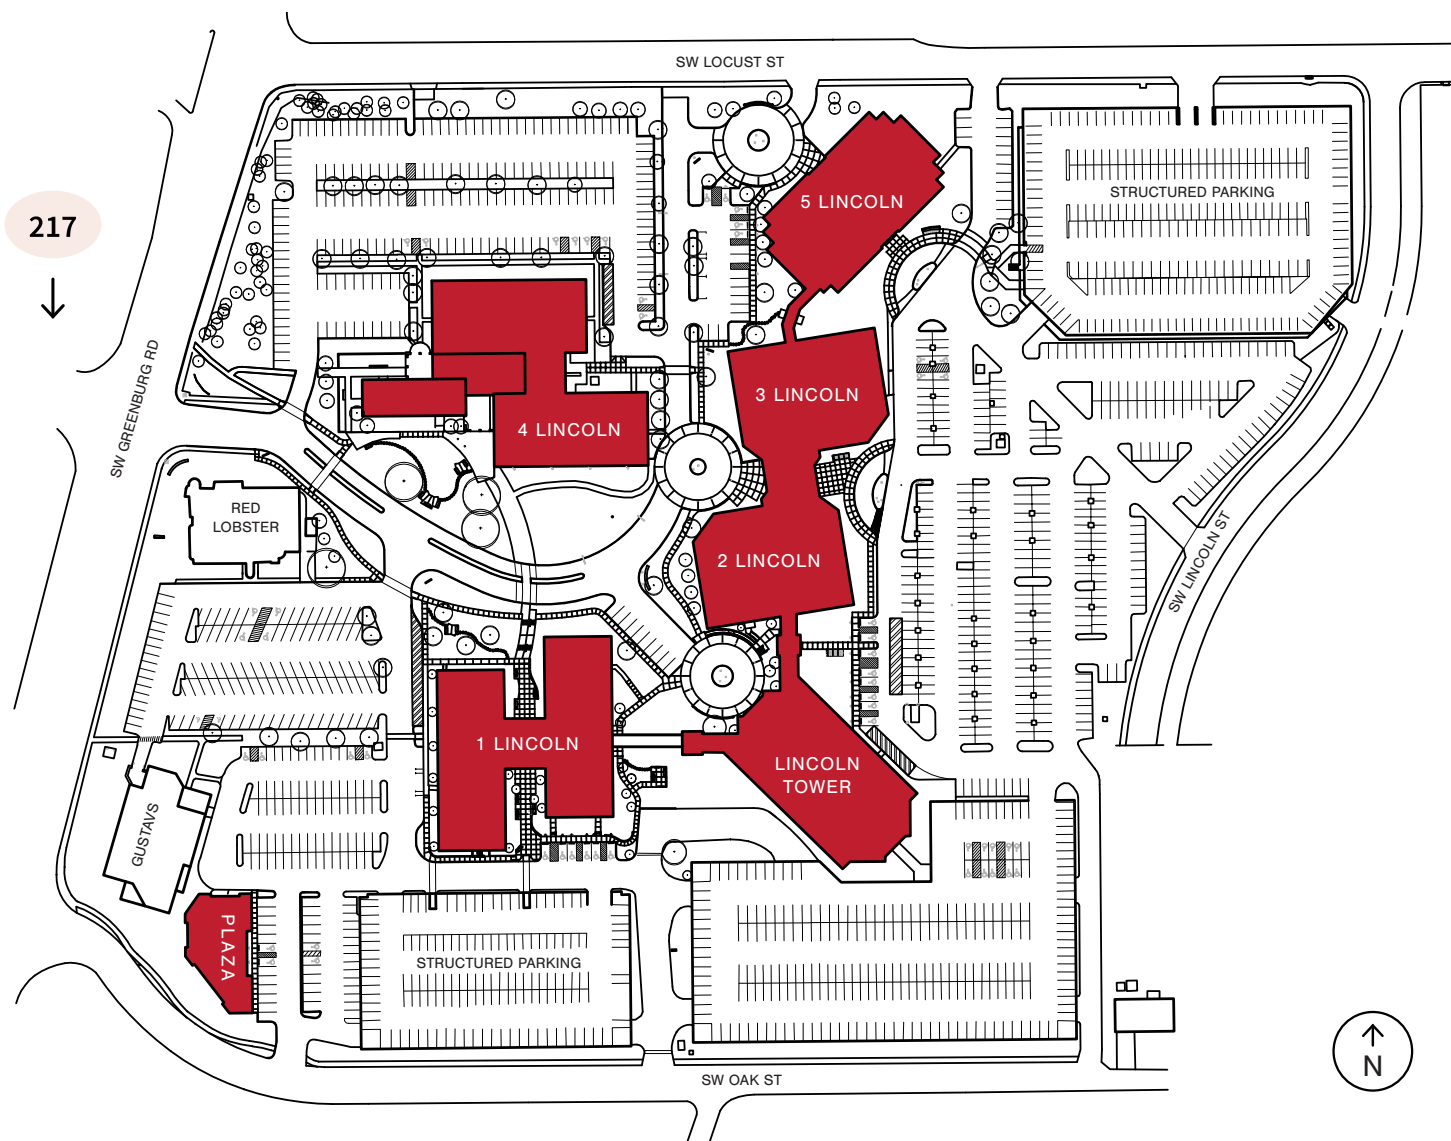 SW LOCUST ST
STRUCTURED PARKING
5 LINCOLN
217
SW GREENBURG RD
3 LINCOLN
4 LINCOLN
RED
LOBSTER
2 LINCOLN
SW LINCOLN ST
1 LINCOLN
LINCOLN
TOWER
GUSTAVS
PLAZA
STRUCTURED PARKING
SW OAK ST
N